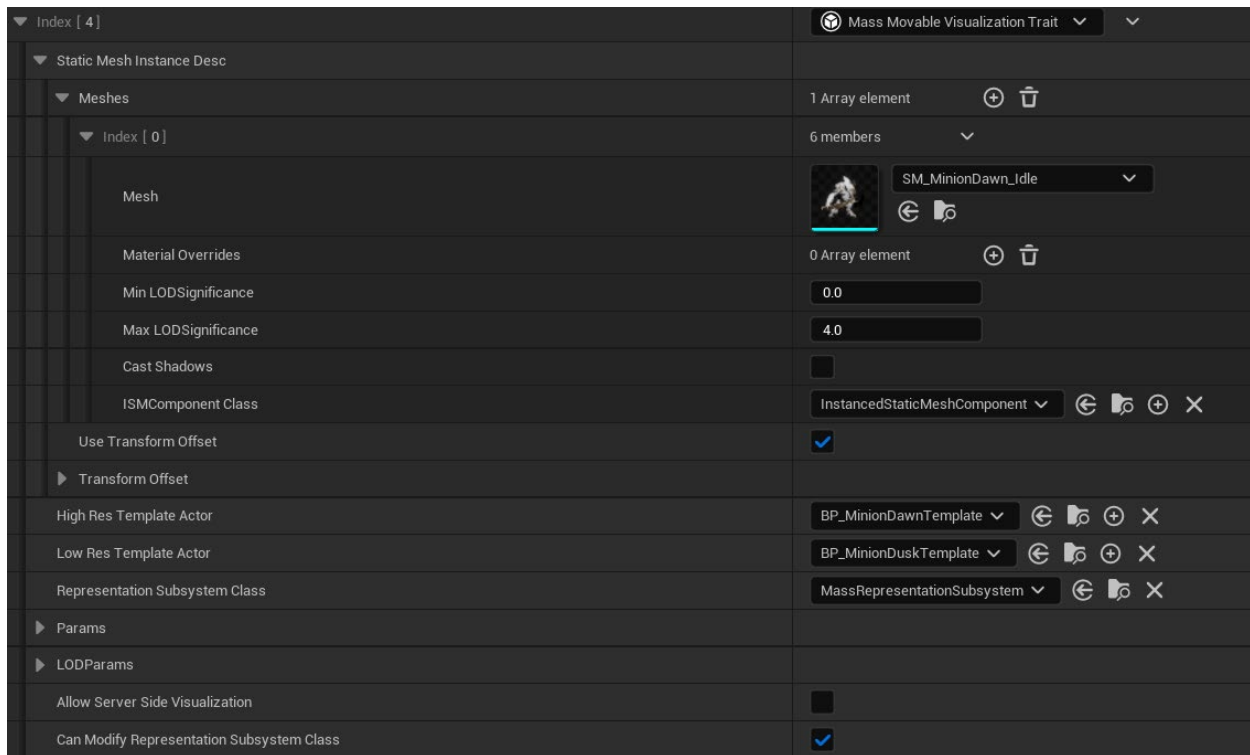 Index [ 4 ] Mass Movable Visualization Trait
Static Mesh Instance Desc
Meshes 1 Array element
Index [ 0 ] 6 members
Mesh SM_MinionDawn_Idle
Material Overrides 0 Array element
Min LODSignificance 0.0
Max LODSignificance 4.0
Cast Shadows
ISMComponent Class InstancedStaticMeshComponent
Use Transform Offset
Transform Offset
High Res Template Actor BP_MinionDawnTemplate
Low Res Template Actor BP_MinionDuskTemplate
Representation Subsystem Class MassRepresentationSubsystem
Params
LODParams
Allow Server Side Visualization
Can Modify Representation Subsystem Class